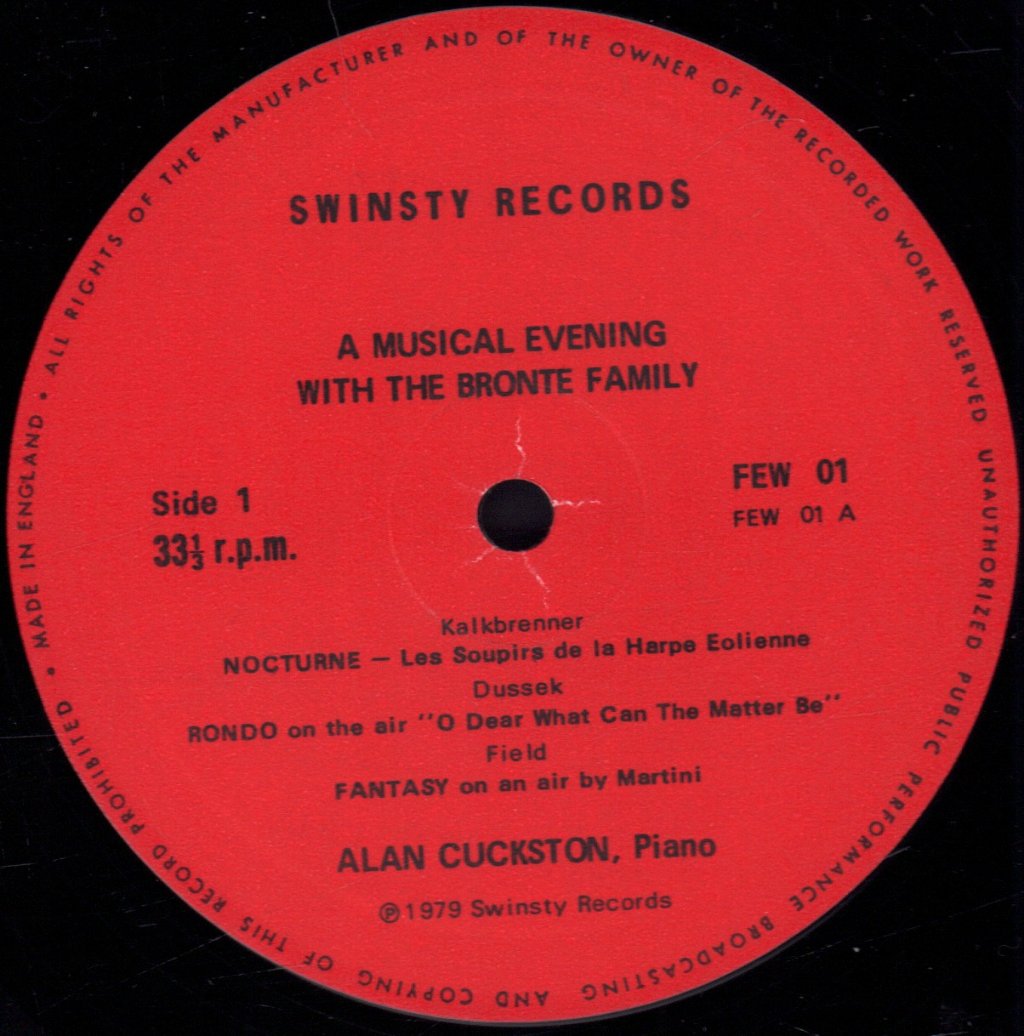 ALL RIGHTS OF THE MANUFACTURER AND OF THE OWNER OF THE RECORDED WORK RESERVED UNAUTHORIZED PUBLIC PERFORMANCE BROADCASTING AND COPYING OF THIS RECORD PROHIBITED • MADE IN ENGLAND •
SWINSTY RECORDS
A MUSICAL EVENING
WITH THE BRONTE FAMILY
Side 1
33⅓ r.p.m.
FEW 01
FEW 01 A
Kalkbrenner
NOCTURNE — Les Soupirs de la Harpe Eolienne
Dussek
RONDO on the air "O Dear What Can The Matter Be"
Field
FANTASY on an air by Martini
ALAN CUCKSTON, Piano
℗ 1979 Swinsty Records